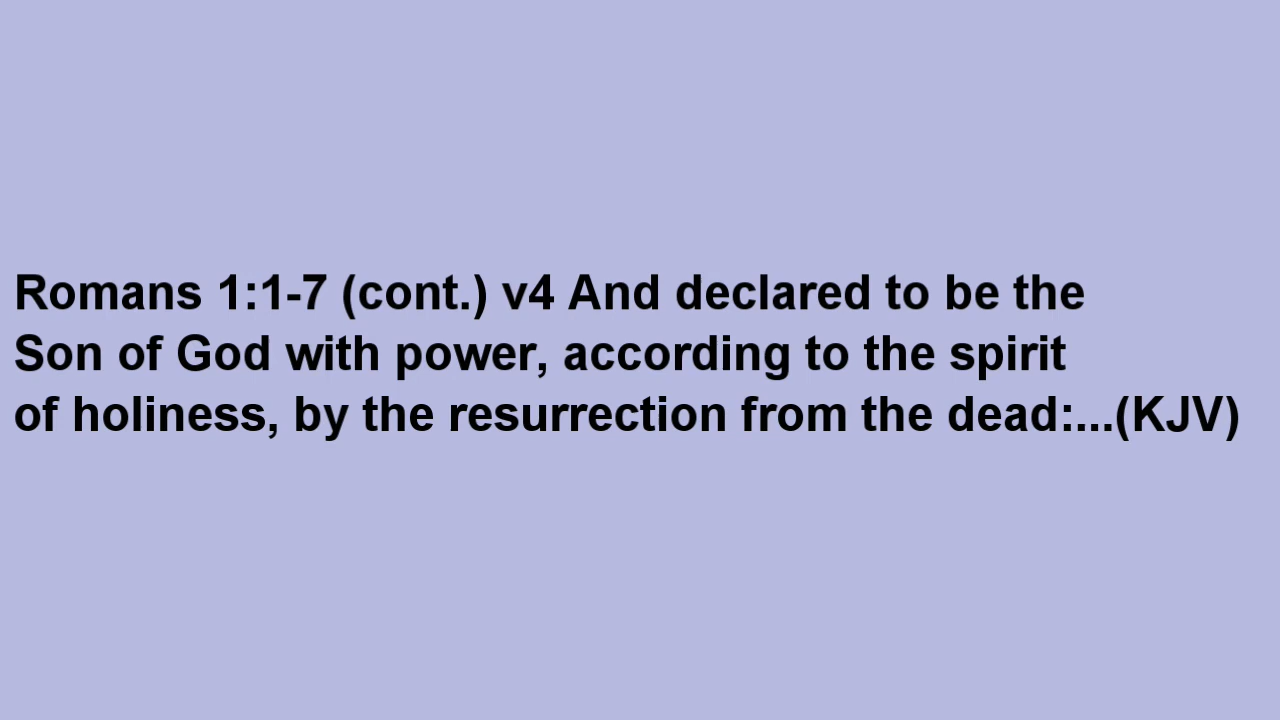 Romans 1:1-7 (cont.) v4 And declared to be the
Son of God with power, according to the spirit
of holiness, by the resurrection from the dead:...(KJV)